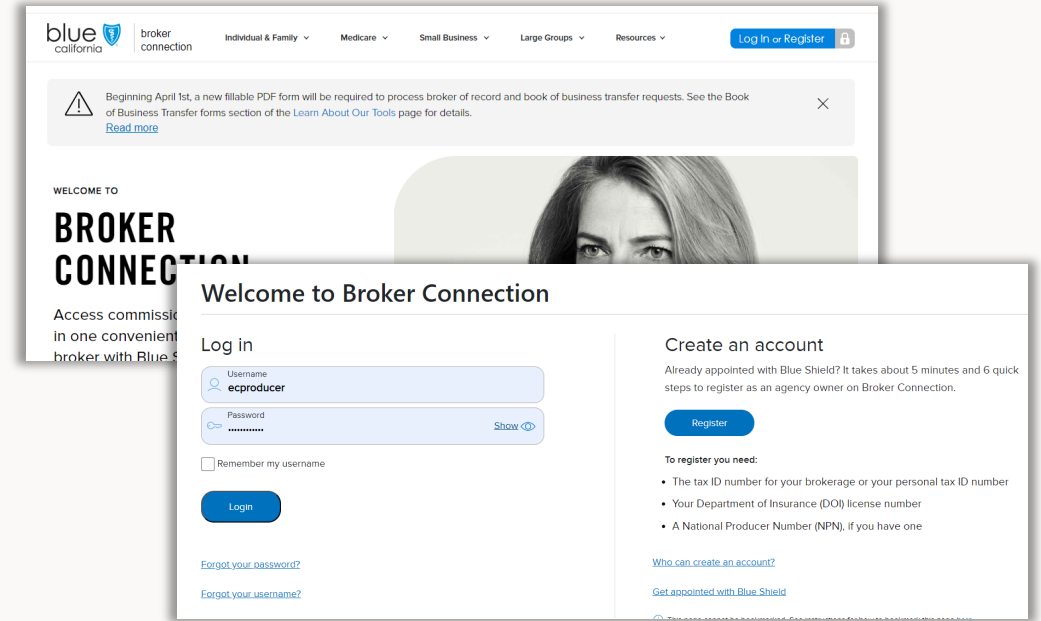 blue
california
broker
connection
Individual & Family
Medicare
Small Business
Large Groups
Resources
Log In or Register
Beginning April 1st, a new fillable PDF form will be required to process broker of record and book of business transfer requests. See the Book
of Business Transfer forms section of the Learn About Our Tools page for details.
Read more
WELCOME TO
BROKER
CONNECTION
Access commissi
in one convenient
broker with Blue S
Welcome to Broker Connection
Log in
Username
ecproducer
Password
••••••••••••
Show
Remember my username
Login
Forgot your password?
Forgot your username?
Create an account
Already appointed with Blue Shield? It takes about 5 minutes and 6 quick
steps to register as an agency owner on Broker Connection.
Register
To register you need:
• The tax ID number for your brokerage or your personal tax ID number
• Your Department of Insurance (DOI) license number
• A National Producer Number (NPN), if you have one
Who can create an account?
Get appointed with Blue Shield